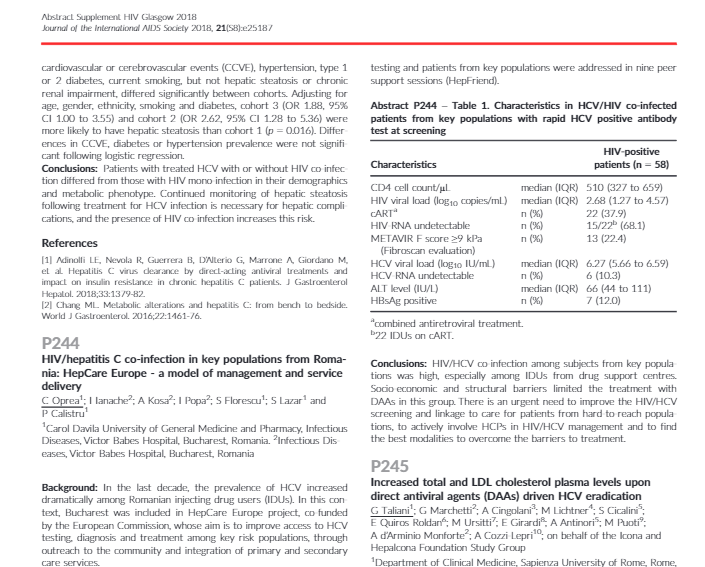 Abstract Supplement HIV Glasgow 2018
Journal of the International AIDS Society 2018, 21(S8):e25187
cardiovascular or cerebrovascular events (CCVE), hypertension, type 1
or 2 diabetes, current smoking, but not hepatic steatosis or chronic
renal impairment, differed significantly between cohorts. Adjusting for
age, gender, ethnicity, smoking and diabetes, cohort 3 (OR 1.88, 95%
CI 1.00 to 3.55) and cohort 2 (OR 2.62, 95% CI 1.28 to 5.36) were
more likely to have hepatic steatosis than cohort 1 (p = 0.016). Differ-
ences in CCVE, diabetes or hypertension prevalence were not signifi-
cant following logistic regression.
Conclusions: Patients with treated HCV with or without HIV co-infec-
tion differed from those with HIV mono-infection in their demographics
and metabolic phenotype. Continued monitoring of hepatic steatosis
following treatment for HCV infection is necessary for hepatic compli-
cations, and the presence of HIV co-infection increases this risk.
References
[1] Adinolfi LE, Nevola R, Guerrera B, D'Alterio G, Marrone A, Giordano M,
et al. Hepatitis C virus clearance by direct-acting antiviral treatments and
impact on insulin resistance in chronic hepatitis C patients. J Gastroenterol
Hepatol. 2018;33:1379-82.
[2] Chang ML. Metabolic alterations and hepatitis C: from bench to bedside.
World J Gastroenterol. 2016;22:1461-76.
P244
HIV/hepatitis C co-infection in key populations from Roma-
nia: HepCare Europe - a model of management and service
delivery
C Oprea¹; I Ianache²; A Kosa²; I Popa²; S Florescu¹; S Lazar¹ and
P Calistru¹
¹Carol Davila University of General Medicine and Pharmacy, Infectious
Diseases, Victor Babes Hospital, Bucharest, Romania. ²Infectious Dis-
eases, Victor Babes Hospital, Bucharest, Romania
Background: In the last decade, the prevalence of HCV increased
dramatically among Romanian injecting drug users (IDUs). In this con-
text, Bucharest was included in HepCare Europe project, co-funded
by the European Commission, whose aim is to improve access to HCV
testing, diagnosis and treatment among key risk populations, through
outreach to the community and integration of primary and secondary
care services.
testing and patients from key populations were addressed in nine peer
support sessions (HepFriend).
Abstract P244 – Table 1. Characteristics in HCV/HIV co-infected
patients from key populations with rapid HCV positive antibody
test at screening
HIV-positive
Characteristics patients (n = 58)
CD4 cell count/µL median (IQR) 510 (327 to 659)
HIV viral load (log₁₀ copies/mL) median (IQR) 2.68 (1.27 to 4.57)
cARTᵃ n (%) 22 (37.9)
HIV-RNA undetectable n (%) 15/22ᵇ (68.1)
METAVIR F score ≥9 kPa n (%) 13 (22.4)
(Fibroscan evaluation)
HCV viral load (log₁₀ IU/mL) median (IQR) 6.27 (5.66 to 6.59)
HCV-RNA undetectable n (%) 6 (10.3)
ALT level (IU/L) median (IQR) 66 (44 to 111)
HBsAg positive n (%) 7 (12.0)
ᵃcombined antiretroviral treatment.
ᵇ22 IDUs on cART.
Conclusions: HIV/HCV co-infection among subjects from key popula-
tions was high, especially among IDUs from drug support centres.
Socio-economic and structural barriers limited the treatment with
DAAs in this group. There is an urgent need to improve the HIV/HCV
screening and linkage to care for patients from hard-to-reach popula-
tions, to actively involve HCPs in HIV/HCV management and to find
the best modalities to overcome the barriers to treatment.
P245
Increased total and LDL cholesterol plasma levels upon
direct antiviral agents (DAAs) driven HCV eradication
G Taliani¹; G Marchetti²; A Cingolani³; M Lichtner⁴; S Cicalini⁵;
E Quiros Roldan⁶; M Ursitti⁷; E Girardi⁸; A Antinori⁵; M Puoti⁹;
A d'Arminio Monforte²; A Cozzi-Lepri¹⁰; on behalf of the Icona and
Hepaicona Foundation Study Group
¹Department of Clinical Medicine, Sapienza University of Rome, Rome,